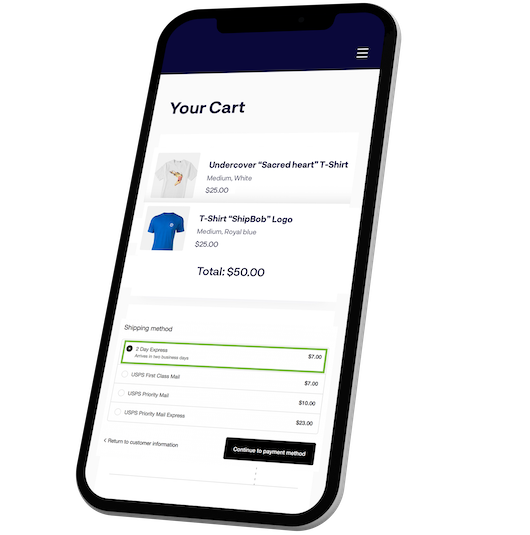 Your Cart
Undercover “Sacred heart” T-Shirt
Medium, White
$25.00
T-Shirt “ShipBob” Logo
Medium, Royal blue
$25.00
Total: $50.00
Shipping method
2 Day Express
$7.00
Arrives in two business days
USPS First Class Mail
$7.00
USPS Priority Mail
$10.00
USPS Priority Mail Express
$23.00
< Return to customer information
Continue to payment method